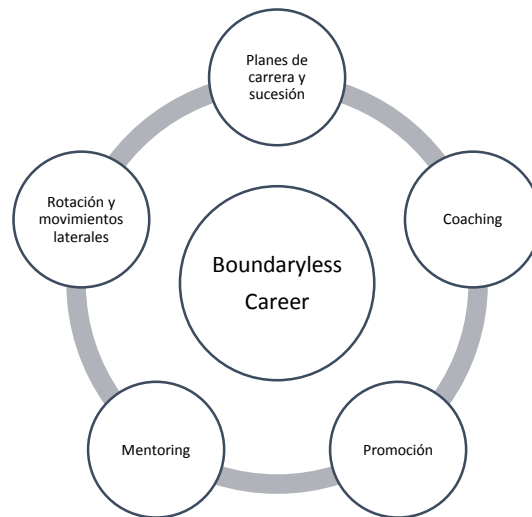 Planes de
carrera y
sucesión
Rotación y
movimientos
laterales
Coaching
Boundaryless
Career
Mentoring
Promoción